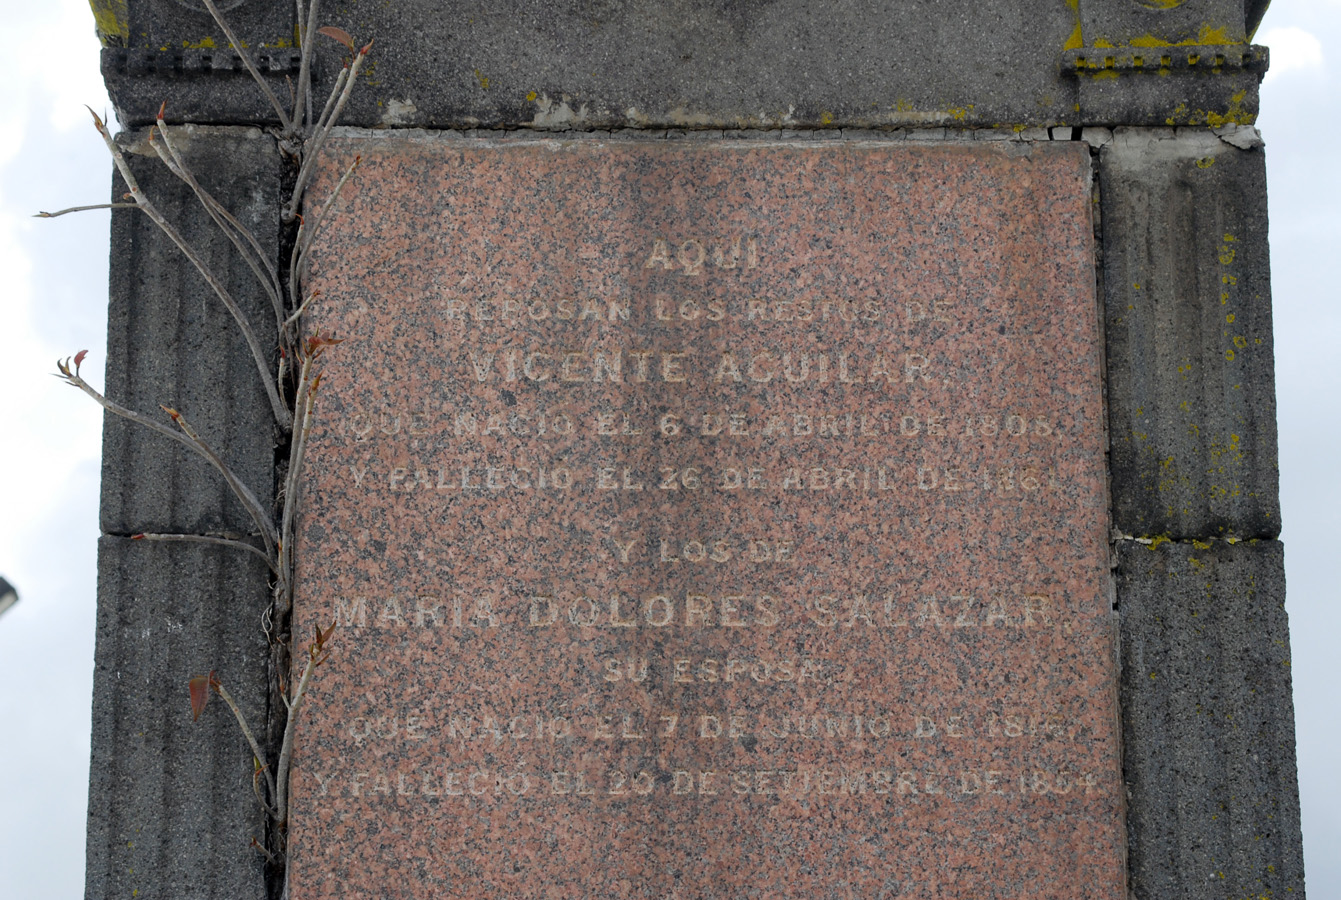 AQUI
REPOSAN LOS RESTOS DE
VICENTE AGUILAR,
QUE NACIO EL 6 DE ABRIL DE 1808,
Y FALLECIO EL 26 DE ABRIL DE
Y LOS DE
MARIA DOLORES SALAZAR,
SU ESPOSA,
QUE NACIO EL 7 DE JUNIO DE
Y FALLECIO EL 20 DE SETIEMBRE DE